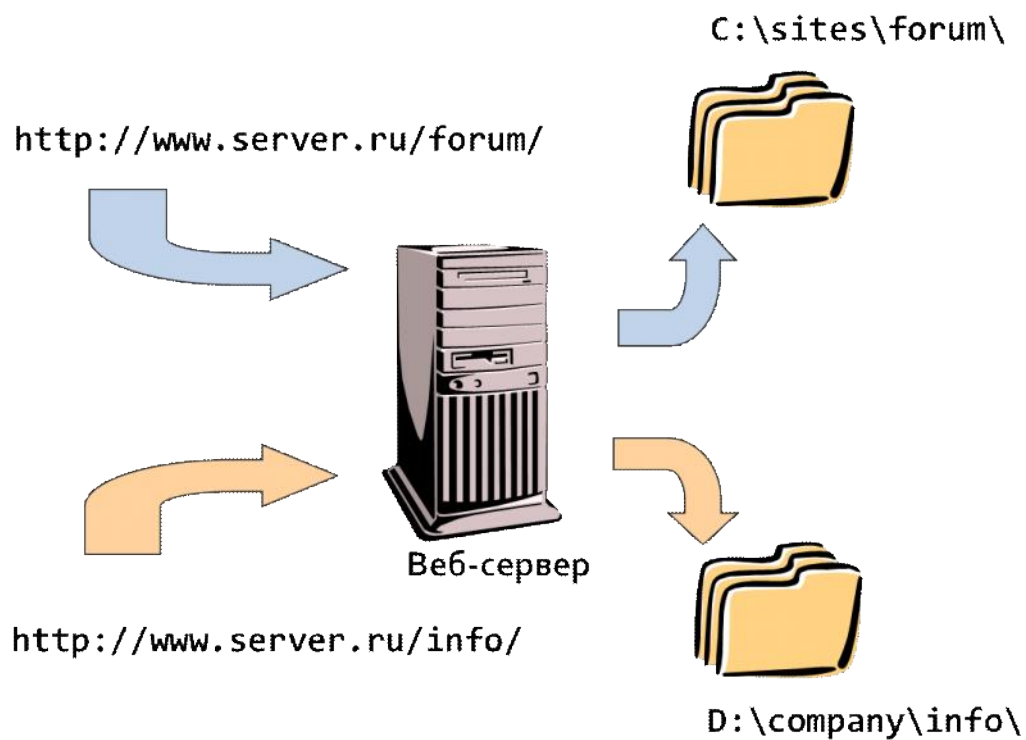 C:\sites\forum\
http://www.server.ru/forum/
Веб-сервер
http://www.server.ru/info/
D:\company\info\